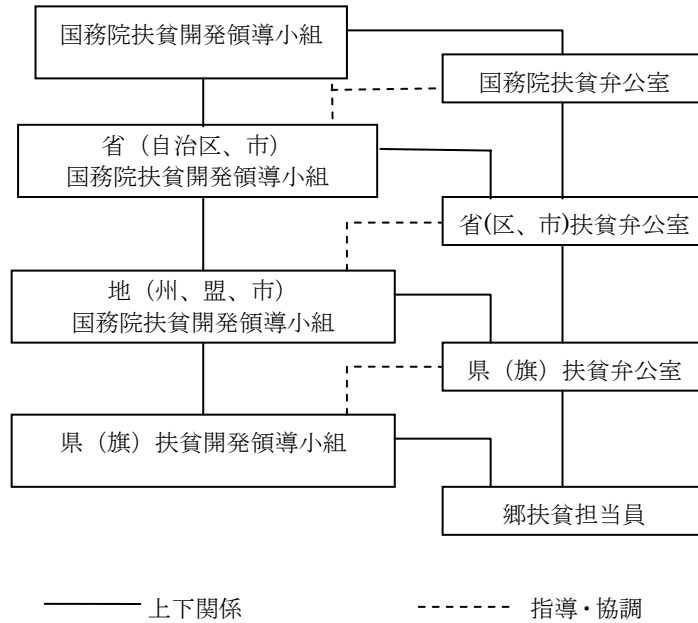 国務院扶貧開発領導小組
国務院扶貧弁公室
省（自治区、市）
国務院扶貧開発領導小組
省(区、市)扶貧弁公室
地（州、盟、市）
国務院扶貧開発領導小組
県（旗）扶貧弁公室
県（旗）扶貧開発領導小組
郷扶貧担当員
上下関係
指導・協調